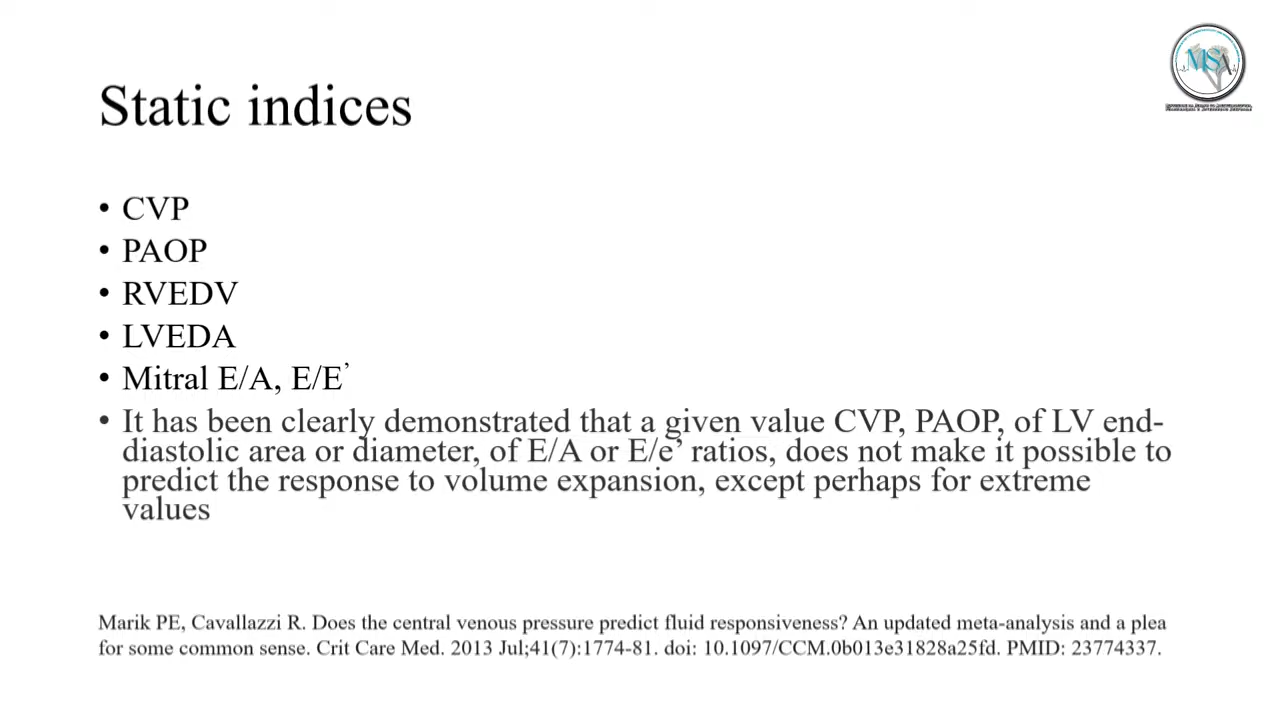 MSA
Static indices
• CVP
• PAOP
• RVEDV
• LVEDA
• Mitral E/A, E/E’
• It has been clearly demonstrated that a given value CVP, PAOP, of LV end-
diastolic area or diameter, of E/A or E/e’ ratios, does not make it possible to
predict the response to volume expansion, except perhaps for extreme
values
Marik PE, Cavallazzi R. Does the central venous pressure predict fluid responsiveness? An updated meta-analysis and a plea
for some common sense. Crit Care Med. 2013 Jul;41(7):1774-81. doi: 10.1097/CCM.0b013e31828a25fd. PMID: 23774337.